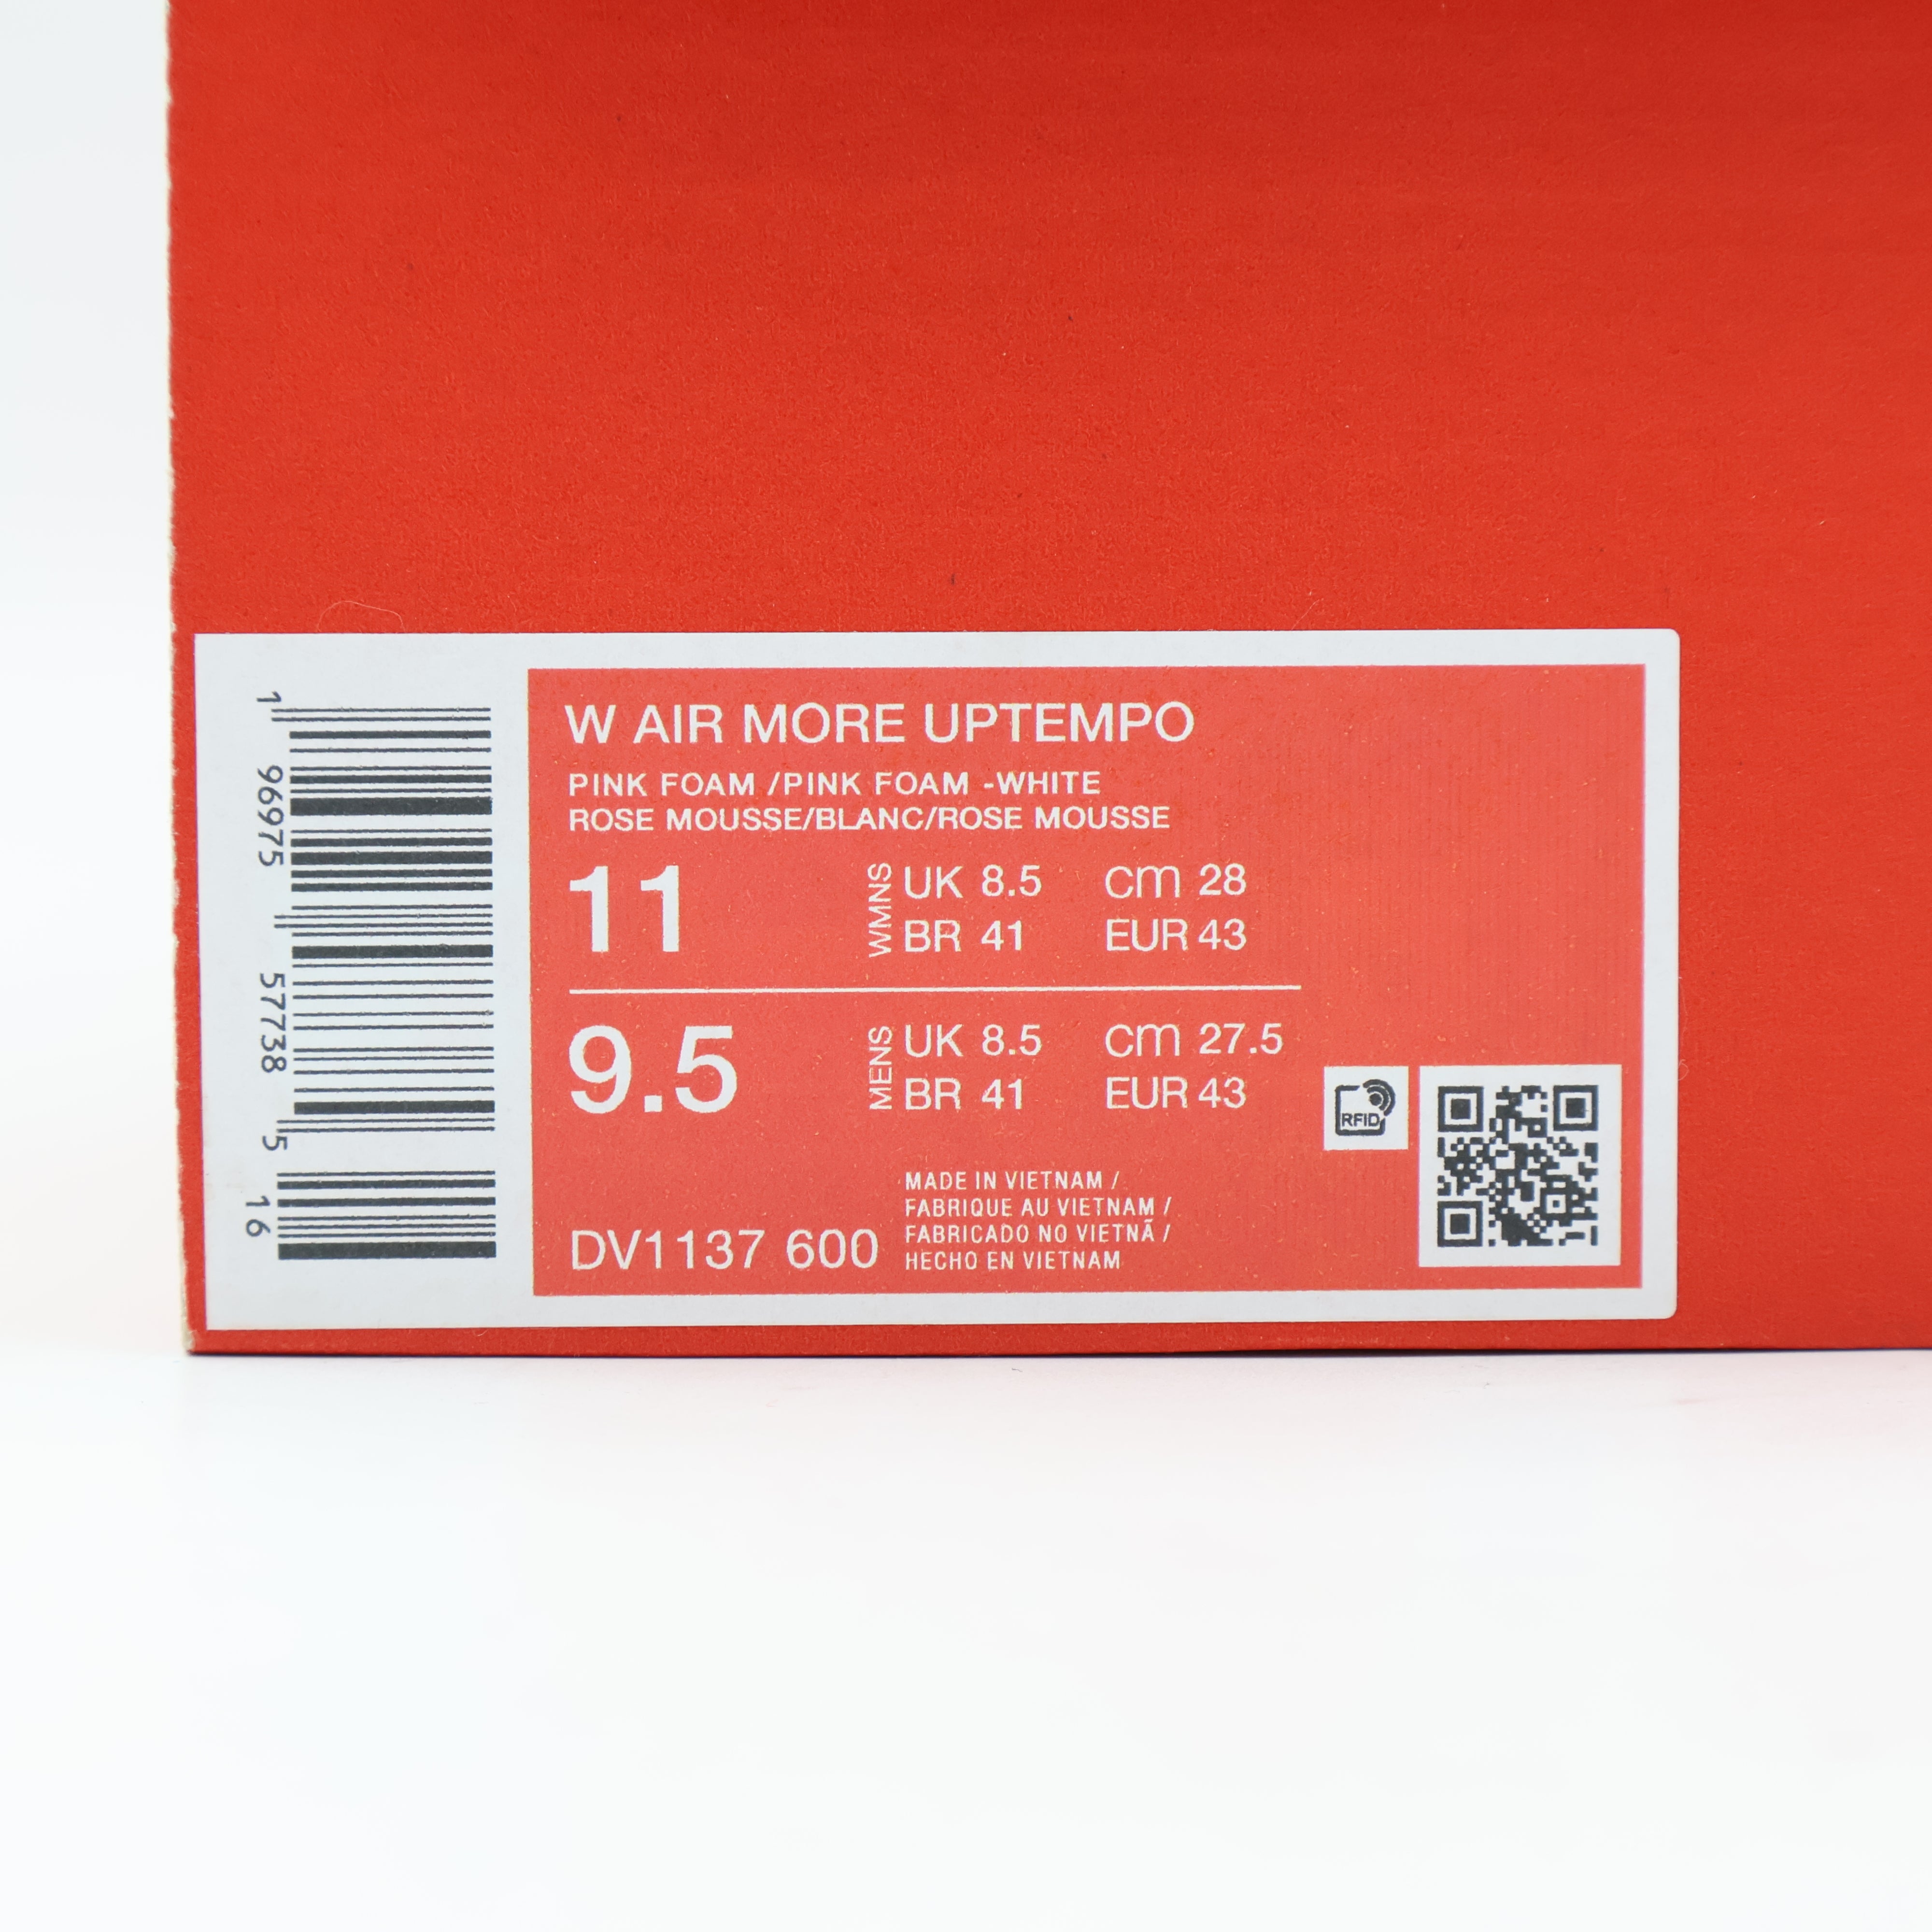 1 96975 57738 5 16
W AIR MORE UPTEMPO
PINK FOAM /PINK FOAM -WHITE
ROSE MOUSSE/BLANC/ROSE MOUSSE
11 WMNS UK 8.5 CM 28
BR 41 EUR 43
9.5 MENS UK 8.5 CM 27.5
BR 41 EUR 43
RFID
MADE IN VIETNAM /
FABRIQUE AU VIETNAM /
FABRICADO NO VIETNÃ /
HECHO EN VIETNAM
DV1137 600